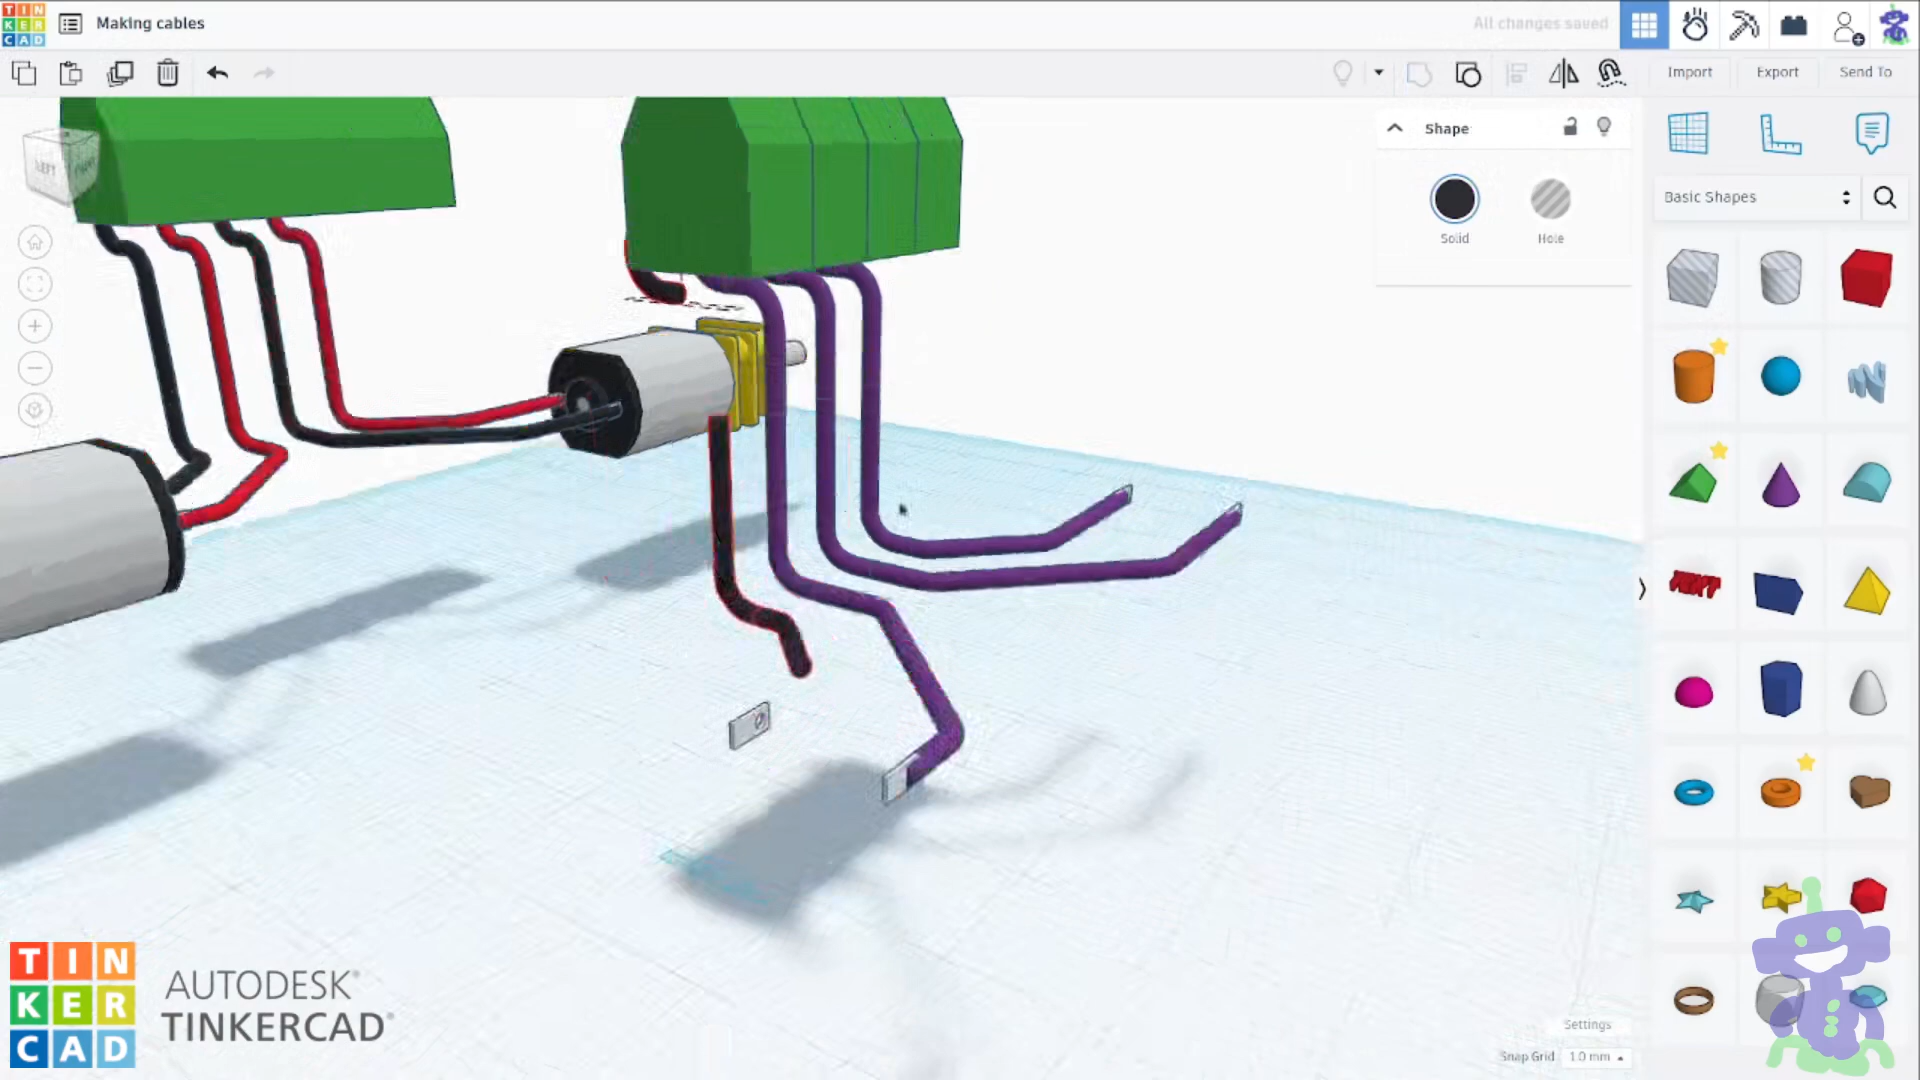 TIN
KER
CAD
Making cables
All changes saved
Import
Export
Send To
LEFT
Shape
Solid
Hole
Basic Shapes
TIN
KER
CAD
AUTODESK®
TINKERCAD®
Settings
Snap Grid 1.0 mm